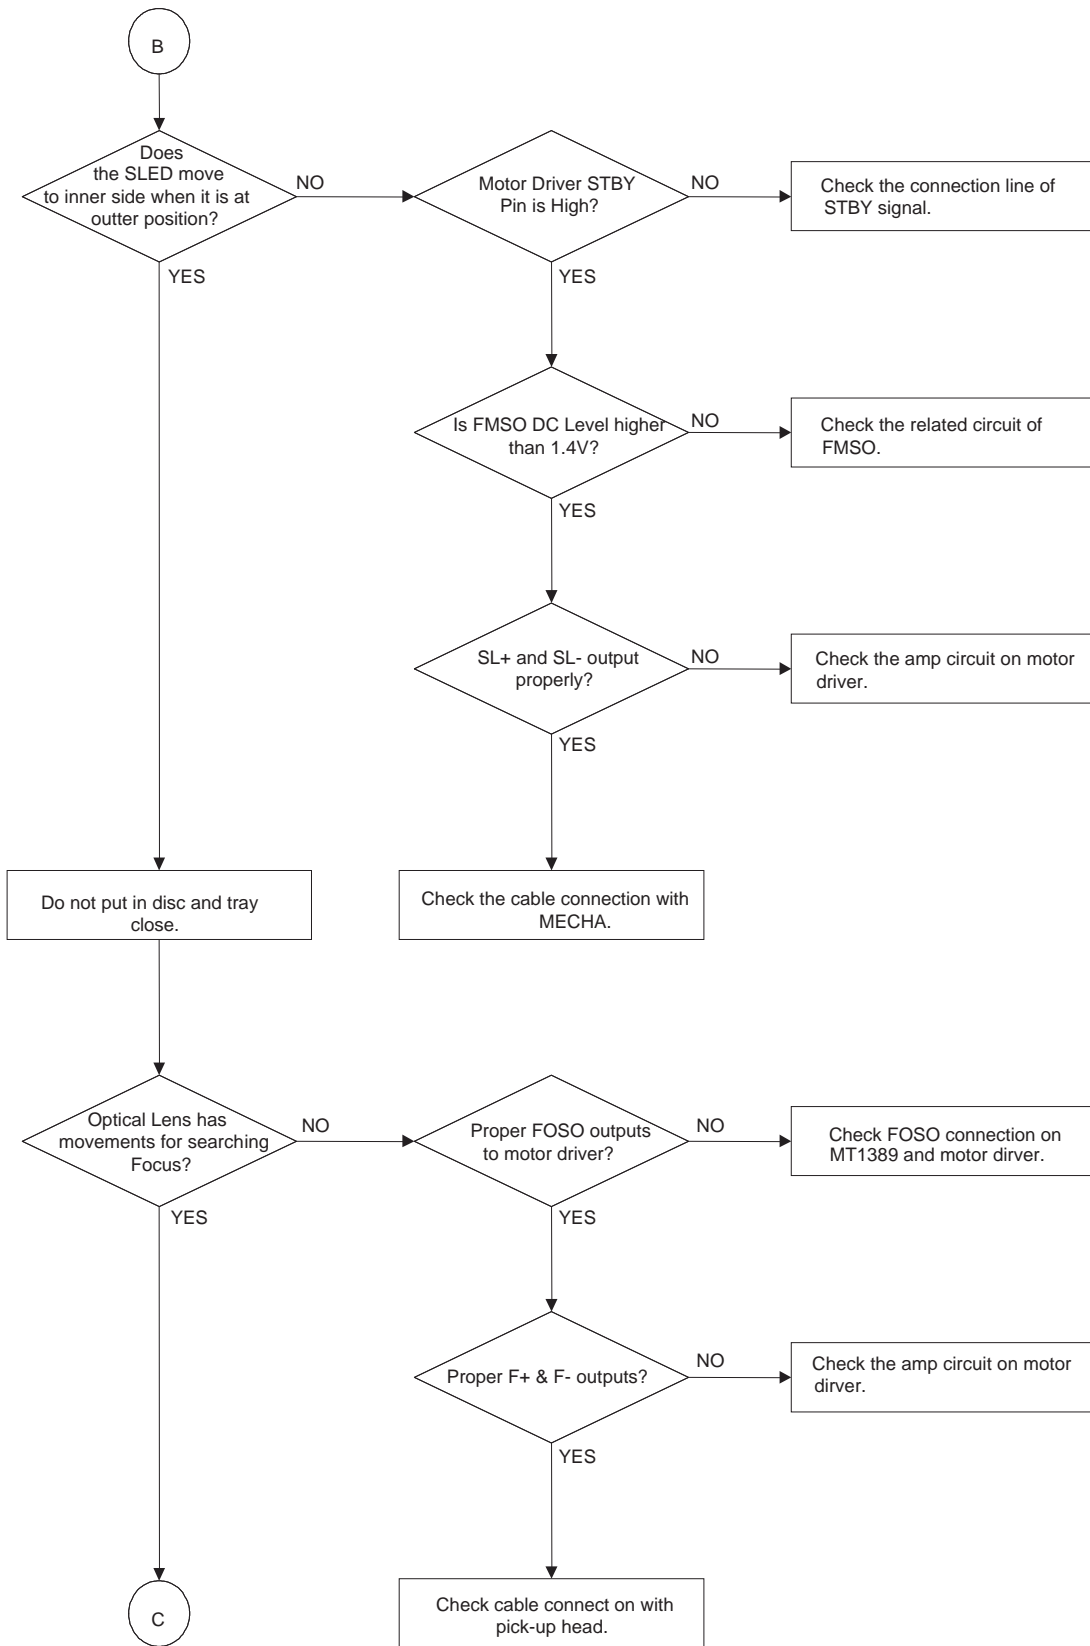 B
Does
the SLED move
to inner side when it is at
outter position?
NO
YES
Motor Driver STBY
Pin is High?
NO
YES
Check the connection line of
STBY signal.
Is FMSO DC Level higher
than 1.4V?
NO
YES
Check the related circuit of
FMSO.
SL+ and SL- output
properly?
NO
YES
Check the amp circuit on motor
driver.
Do not put in disc and tray
close.
Check the cable connection with
MECHA.
Optical Lens has
movements for searching
Focus?
NO
YES
Proper FOSO outputs
to motor driver?
NO
YES
Check FOSO connection on
MT1389 and motor dirver.
Proper F+ & F- outputs?
NO
YES
Check the amp circuit on motor
dirver.
C
Check cable connect on with
pick-up head.